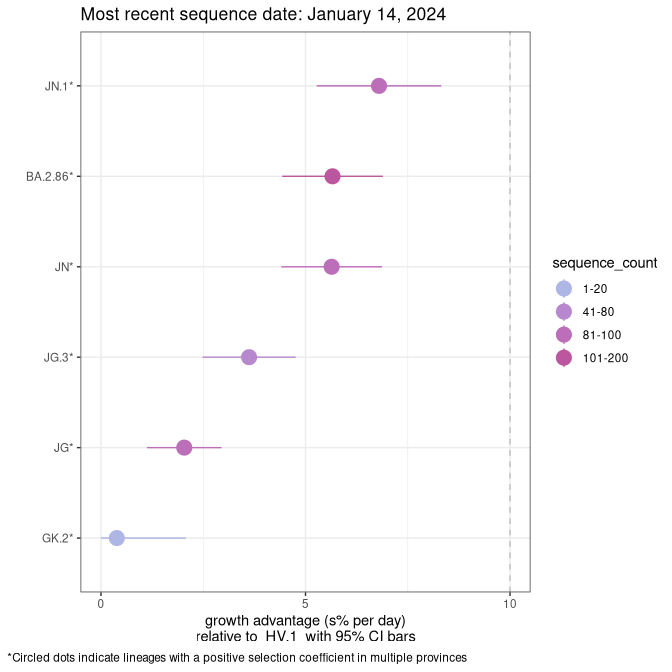 Most recent sequence date: January 14, 2024
JN.1*
BA.2.86*
JN*
JG.3*
JG*
GK.2*
0 5 10
growth advantage (s% per day)
relative to HV.1 with 95% CI bars
sequence_count
1-20
41-80
81-100
101-200
*Circled dots indicate lineages with a positive selection coefficient in multiple provinces